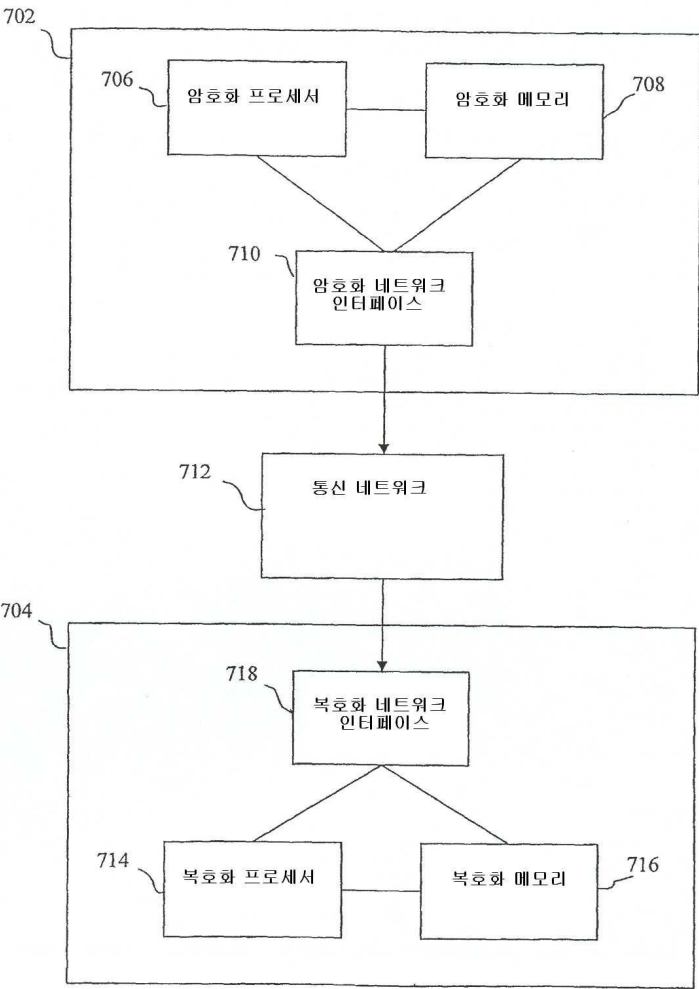 702
706
암호화 프로세서
암호화 메모리
708
710
암호화 네트워크
인터페이스
712
통신 네트워크
704
718
복호화 네트워크
인터페이스
714
복호화 프로세서
복호화 메모리
716